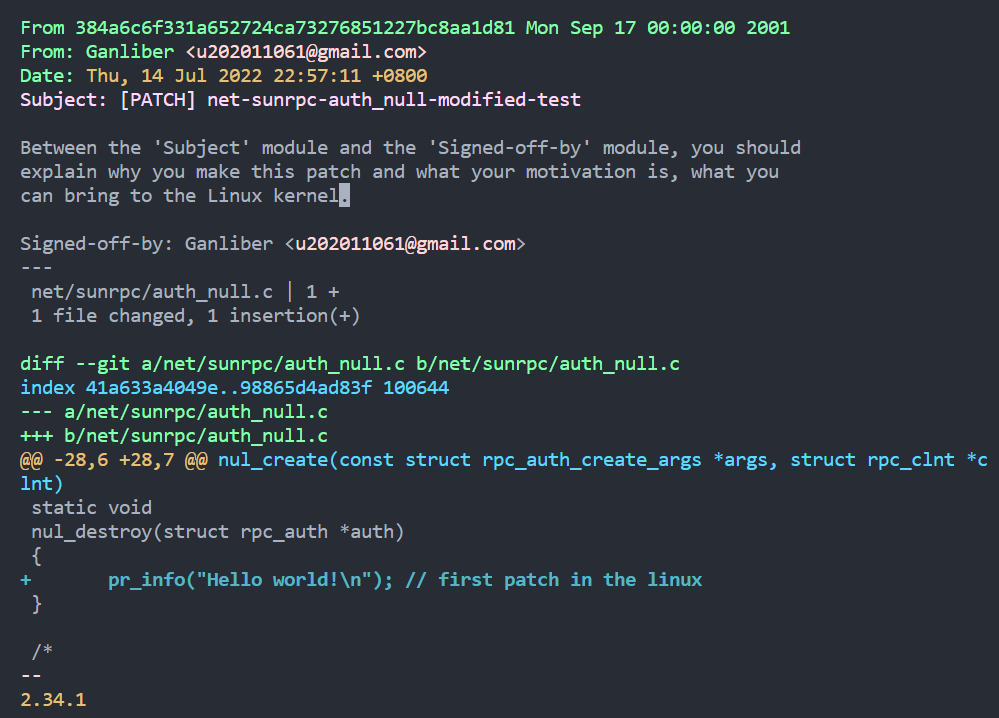 From 384a6c6f331a652724ca73276851227bc8aa1d81 Mon Sep 17 00:00:00 2001
From: Ganliber <u202011061@gmail.com>
Date: Thu, 14 Jul 2022 22:57:11 +0800
Subject: [PATCH] net-sunrpc-auth_null-modified-test
Between the 'Subject' module and the 'Signed-off-by' module, you should
explain why you make this patch and what your motivation is, what you
can bring to the Linux kernel.
Signed-off-by: Ganliber <u202011061@gmail.com>
---
 net/sunrpc/auth_null.c | 1 +
 1 file changed, 1 insertion(+)
diff --git a/net/sunrpc/auth_null.c b/net/sunrpc/auth_null.c
index 41a633a4049e..98865d4ad83f 100644
--- a/net/sunrpc/auth_null.c
+++ b/net/sunrpc/auth_null.c
@@ -28,6 +28,7 @@ nul_create(const struct rpc_auth_create_args *args, struct rpc_clnt *c
lnt)
 static void
 nul_destroy(struct rpc_auth *auth)
 {
+       pr_info("Hello world!\n"); // first patch in the linux
 }
 /*
--
2.34.1